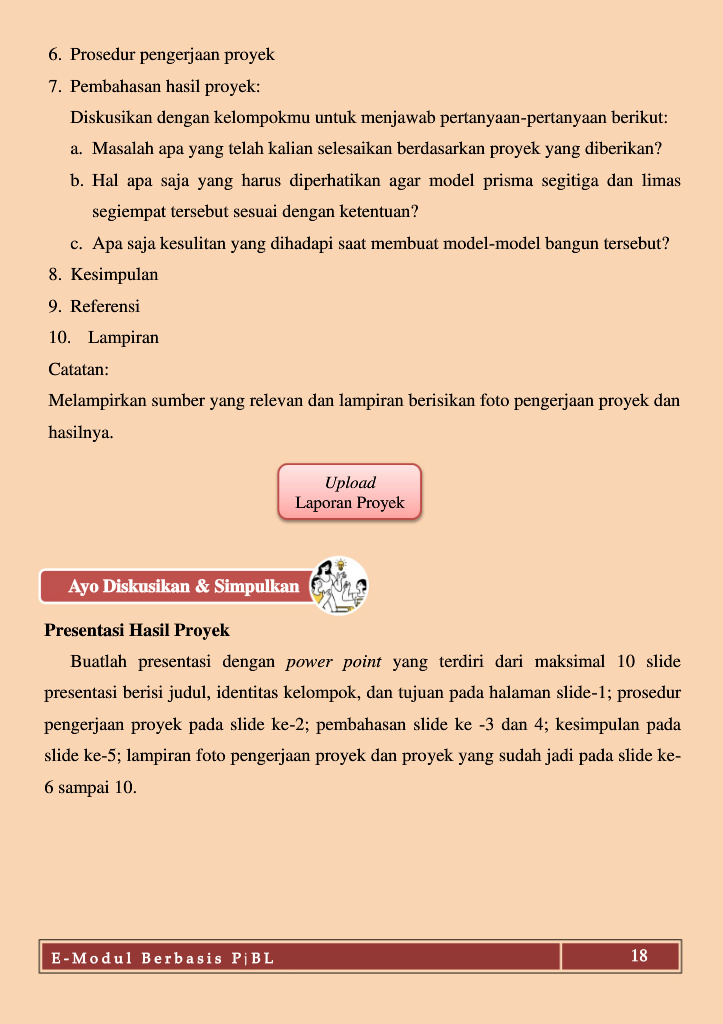 6. Prosedur pengerjaan proyek
7. Pembahasan hasil proyek:
Diskusikan dengan kelompokmu untuk menjawab pertanyaan-pertanyaan berikut:
a. Masalah apa yang telah kalian selesaikan berdasarkan proyek yang diberikan?
b. Hal apa saja yang harus diperhatikan agar model prisma segitiga dan limas
segiempat tersebut sesuai dengan ketentuan?
c. Apa saja kesulitan yang dihadapi saat membuat model-model bangun tersebut?
8. Kesimpulan
9. Referensi
10. Lampiran
Catatan:
Melampirkan sumber yang relevan dan lampiran berisikan foto pengerjaan proyek dan
hasilnya.
Upload
Laporan Proyek
Ayo Diskusikan & Simpulkan
Presentasi Hasil Proyek
Buatlah presentasi dengan power point yang terdiri dari maksimal 10 slide
presentasi berisi judul, identitas kelompok, dan tujuan pada halaman slide-1; prosedur
pengerjaan proyek pada slide ke-2; pembahasan slide ke -3 dan 4; kesimpulan pada
slide ke-5; lampiran foto pengerjaan proyek dan proyek yang sudah jadi pada slide ke-
6 sampai 10.
E-Modul Berbasis PjBL
18